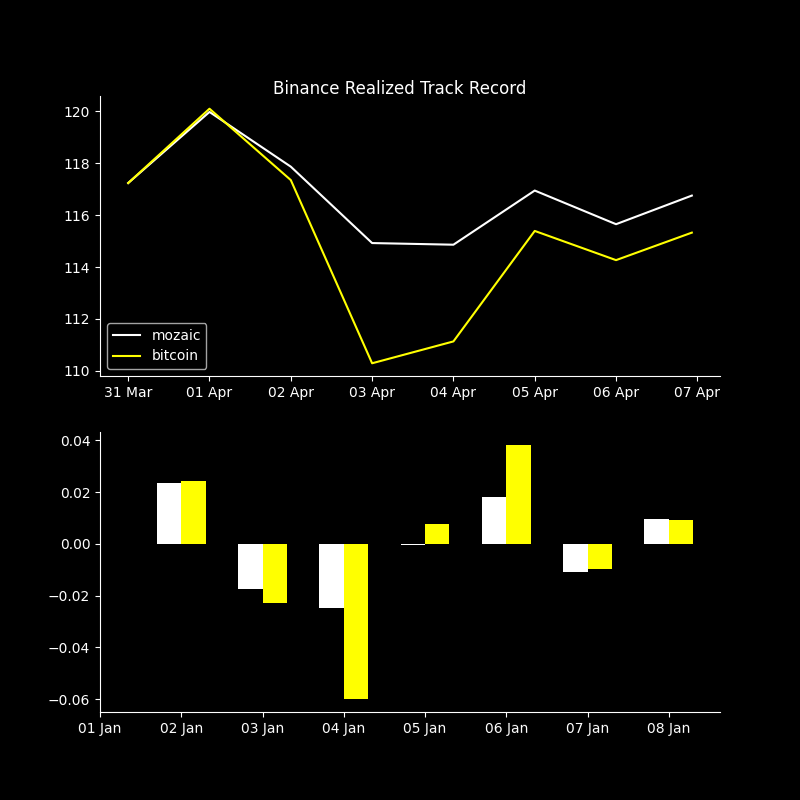 Binance Realized Track Record
120
118
116
114
112
110
mozaic
bitcoin
31 Mar 01 Apr 02 Apr 03 Apr 04 Apr 05 Apr 06 Apr 07 Apr
0.04
0.02
0.00
−0.02
−0.04
−0.06
01 Jan 02 Jan 03 Jan 04 Jan 05 Jan 06 Jan 07 Jan 08 Jan